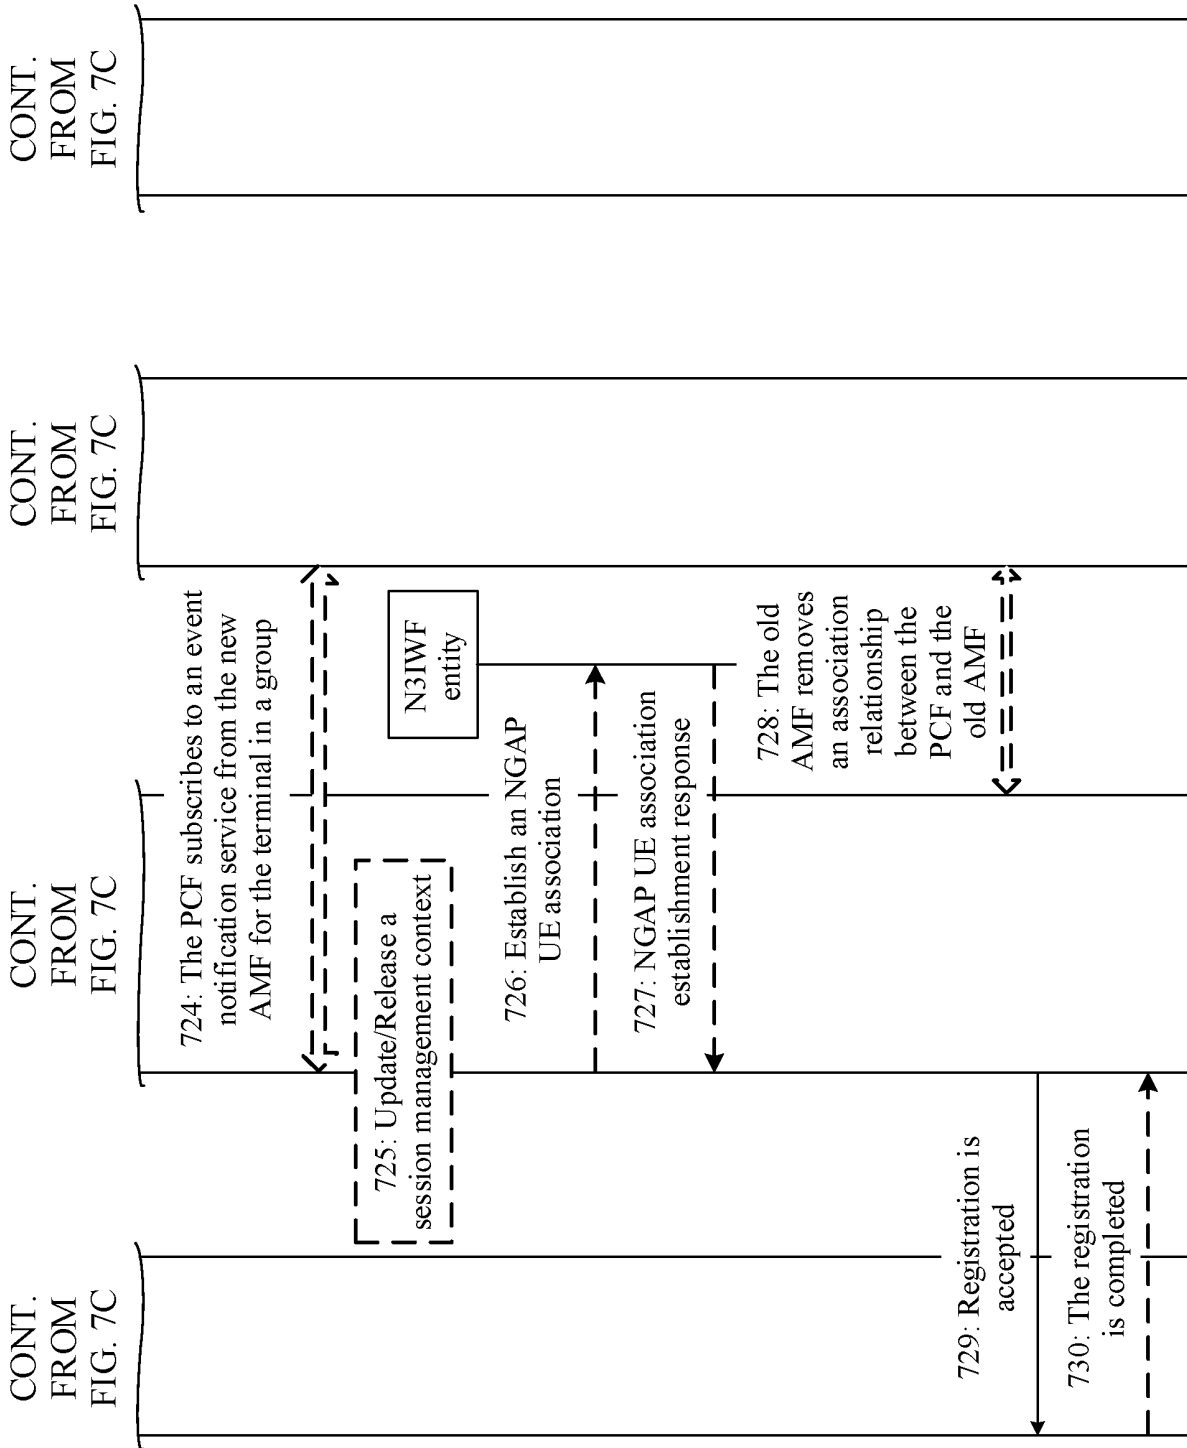 CONT.
FROM
FIG. 7C
CONT.
FROM
FIG. 7C
CONT.
FROM
FIG. 7C
CONT.
FROM
FIG. 7C
724: The PCF subscribes to an event
notification service from the new
AMF for the terminal in a group
725: Update/Release a
session management context
N3IWF
entity
726: Establish an NGAP
UE association
727: NGAP UE association
establishment response
728: The old
AMF removes
an association
relationship
between the
PCF and the
old AMF
729: Registration is
accepted
730: The registration
is completed